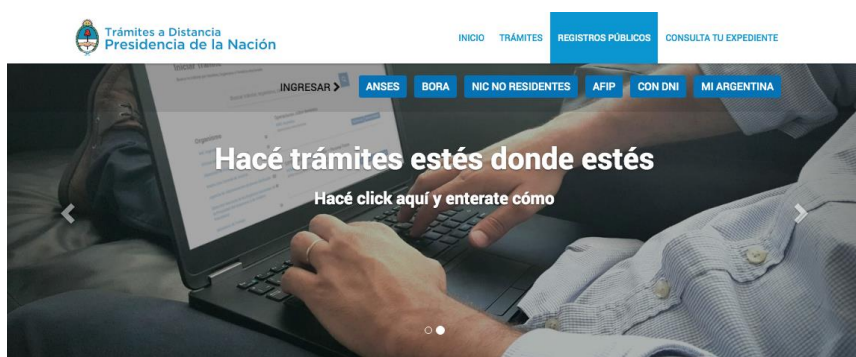 Trámites a Distancia
Presidencia de la Nación
INICIO TRÁMITES REGISTROS PÚBLICOS CONSULTA TU EXPEDIENTE
INGRESAR
ANSES BORA NIC NO RESIDENTES AFIP CON DNI MI ARGENTINA
Hacé trámites estés donde estés
Hacé click aquí y enterate cómo